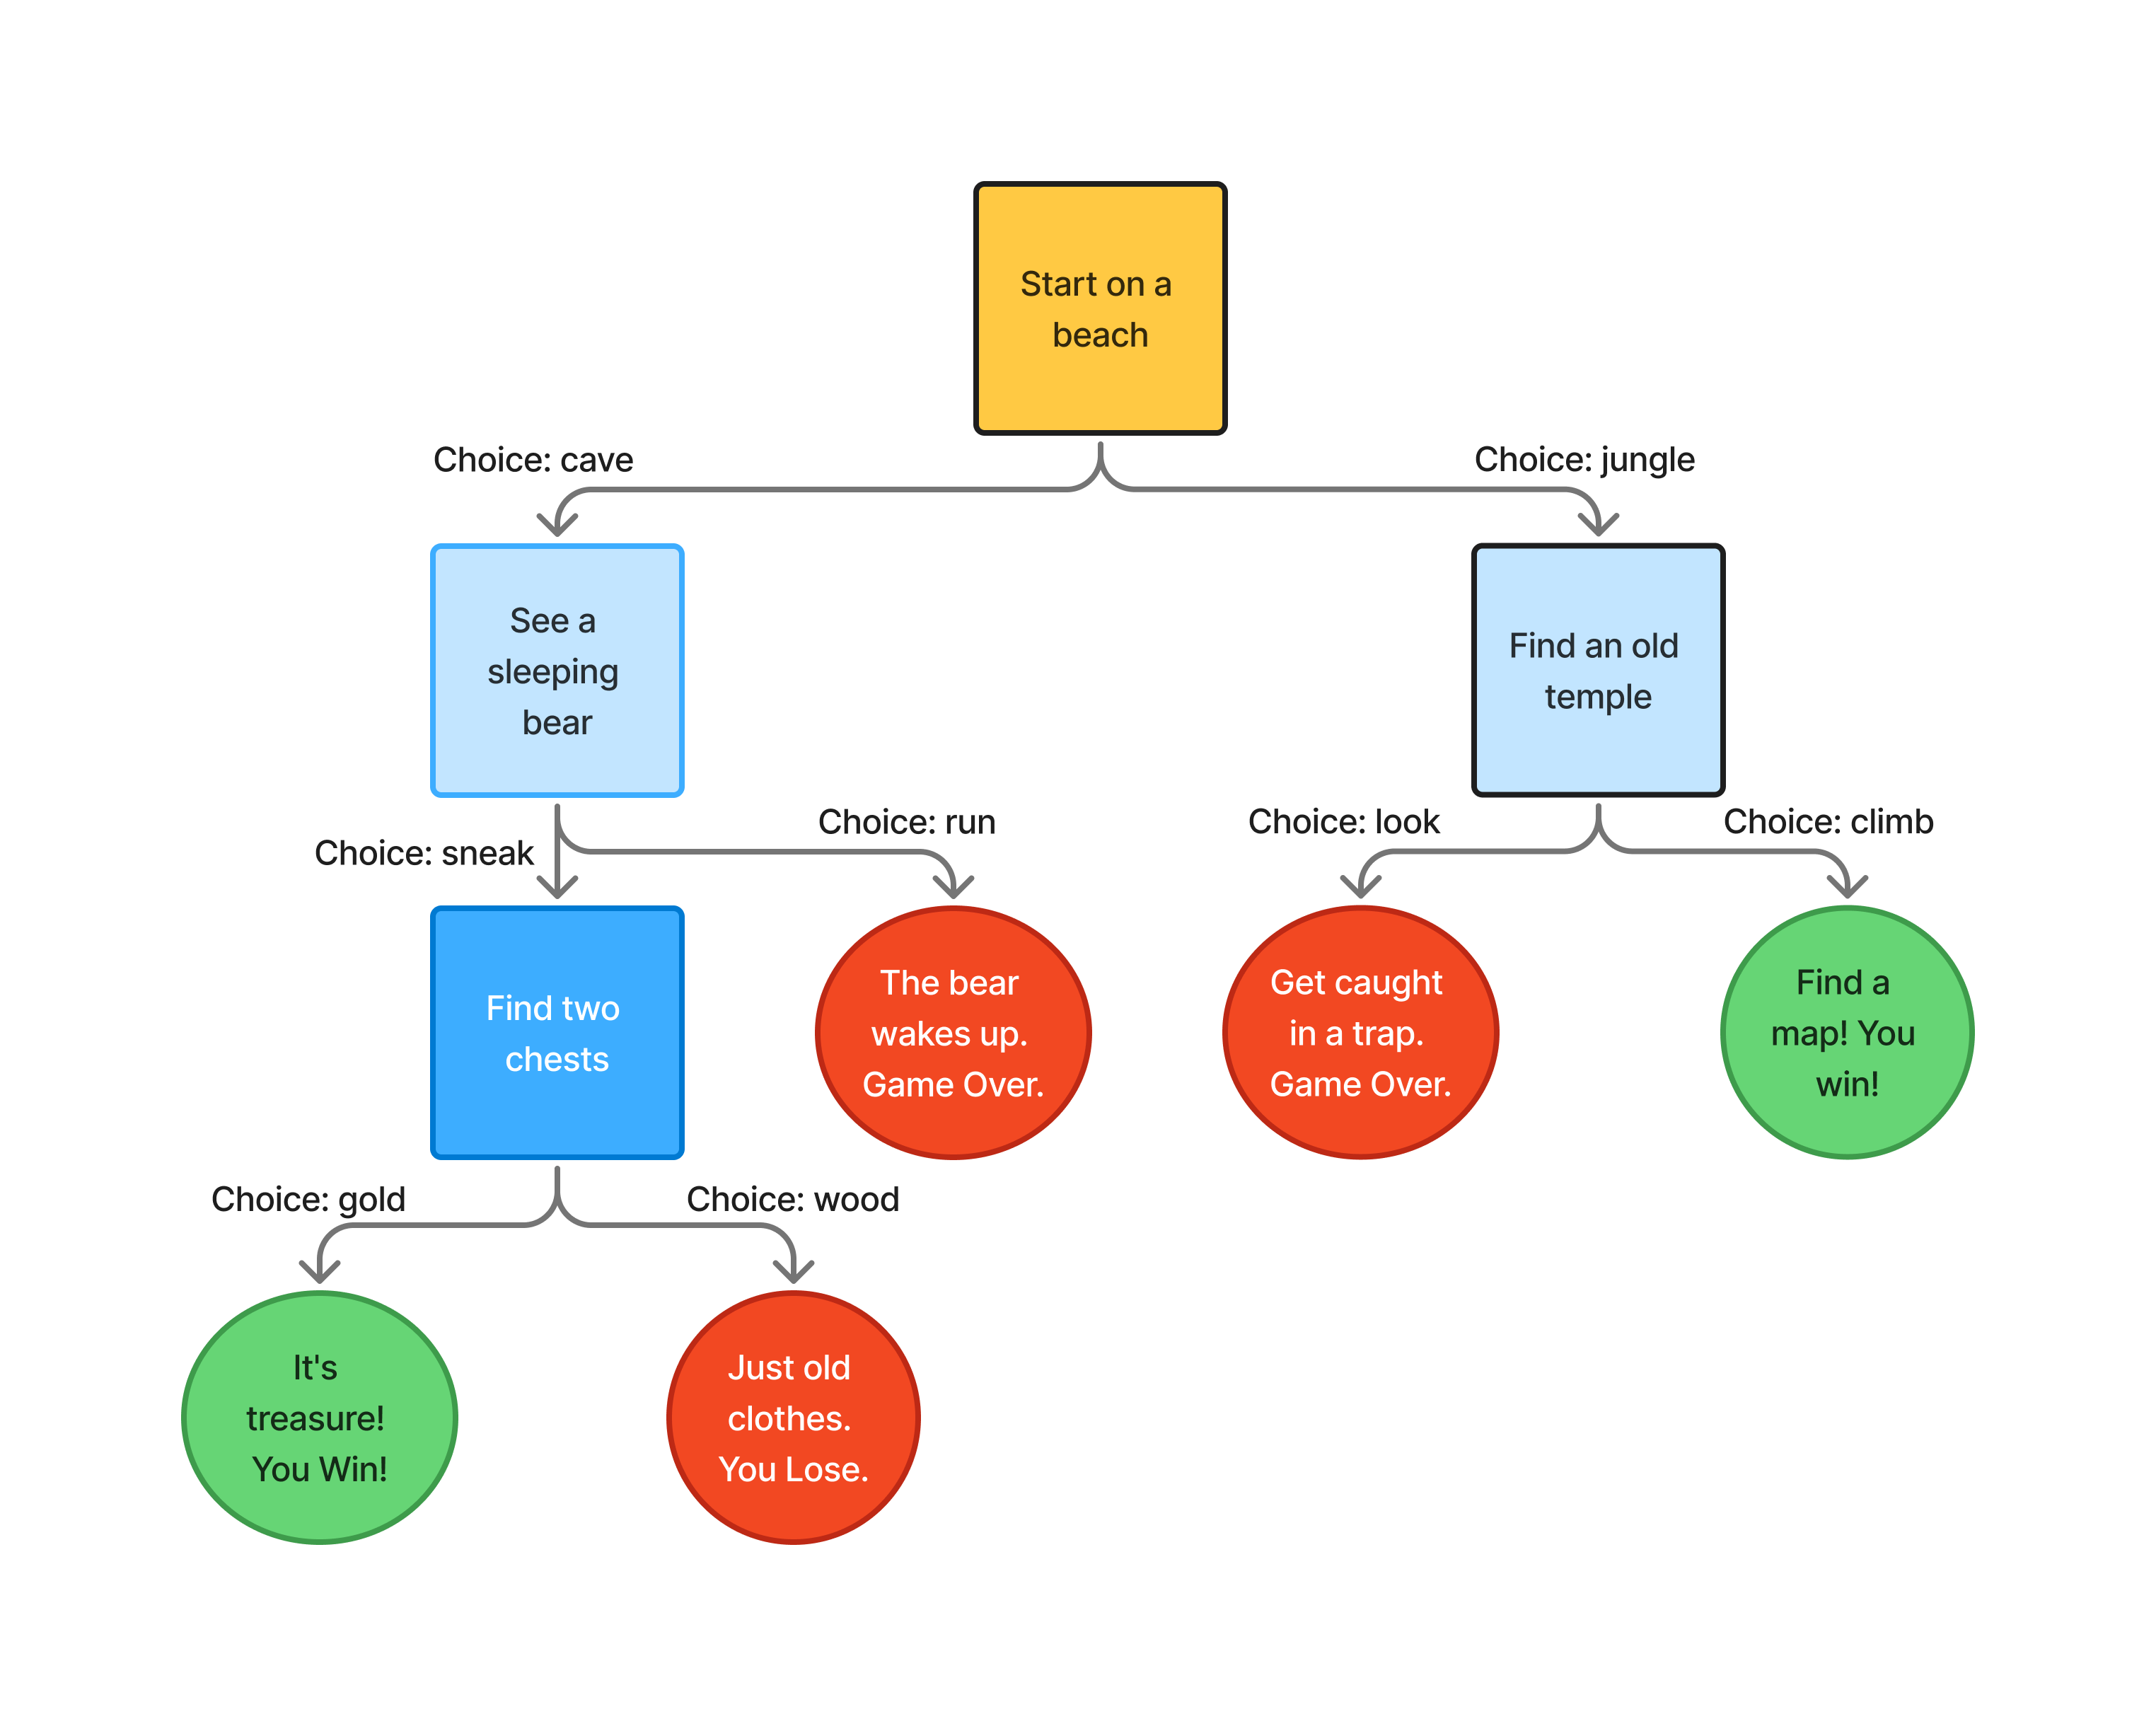 Start on a
beach
Choice: cave
Choice: jungle
See a
sleeping
bear
Find an old
temple
Choice: sneak
Choice: run
Choice: look
Choice: climb
Find two
chests
The bear
wakes up.
Game Over.
Get caught
in a trap.
Game Over.
Find a
map! You
win!
Choice: gold
Choice: wood
It's
treasure!
You Win!
Just old
clothes.
You Lose.